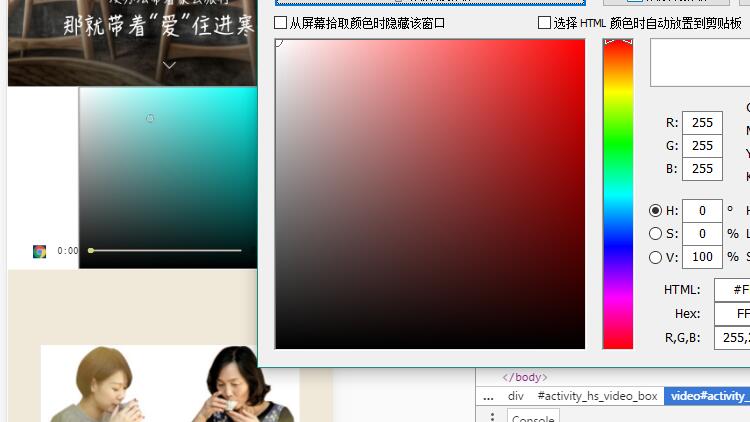 那就带着“爱”住进寒
从屏幕拾取颜色时隐藏该窗口
选择 HTML 颜色时自动放置到剪贴板
R: 255
G: 255
B: 255
H: 0 °
S: 0 %
V: 100 %
HTML: #F
Hex: FF
R,G,B: 255,
0:00
</body>
... div #activity_hs_video_box video#activity_
Console